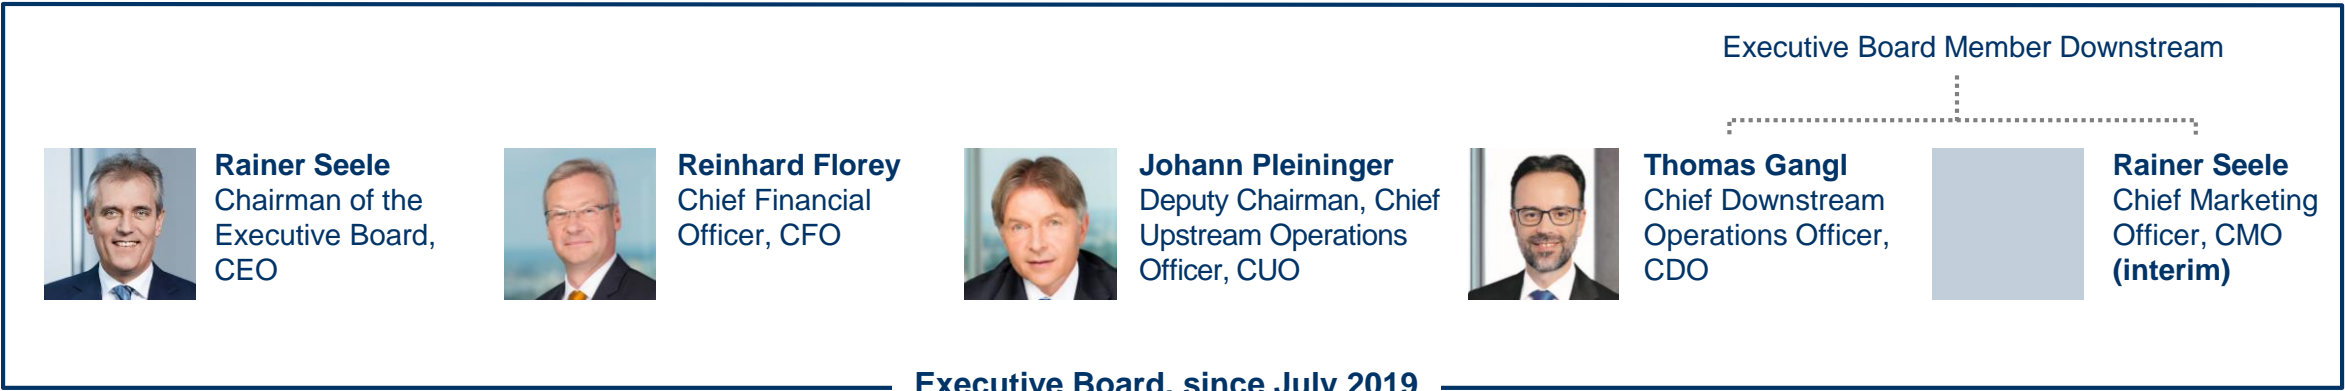 Executive Board Member Downstream
Rainer Seele
Chairman of the
Executive Board,
CEO
Reinhard Florey
Chief Financial
Officer, CFO
Johann Pleininger
Deputy Chairman, Chief
Upstream Operations
Officer, CUO
Thomas Gangl
Chief Downstream
Operations Officer,
CDO
Rainer Seele
Chief Marketing
Officer, CMO
(interim)
Executive Board, since July 2019